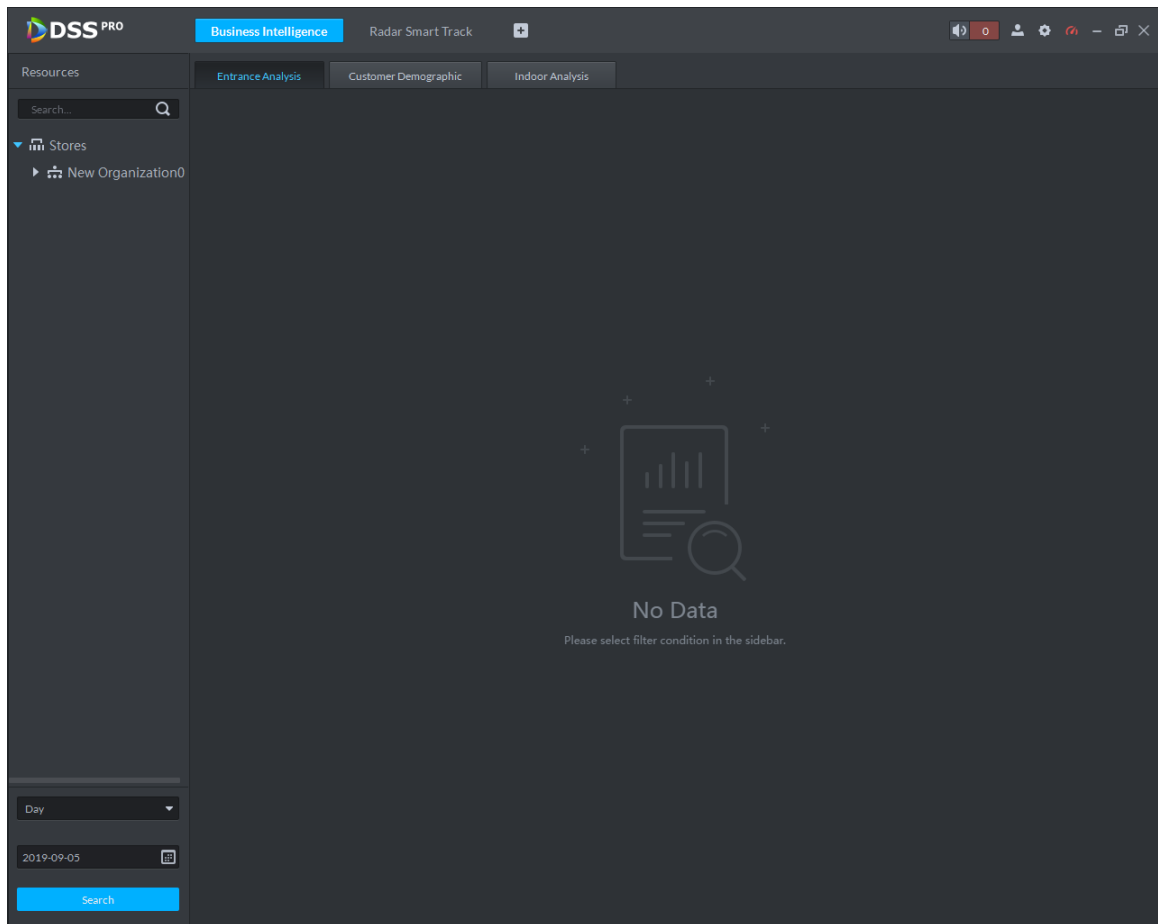 DSS PRO
Business Intelligence
Radar Smart Track
0
Resources
Entrance Analysis
Customer Demographic
Indoor Analysis
Search...
Stores
New Organization0
No Data
Please select filter condition in the sidebar.
Day
2019-09-05
Search